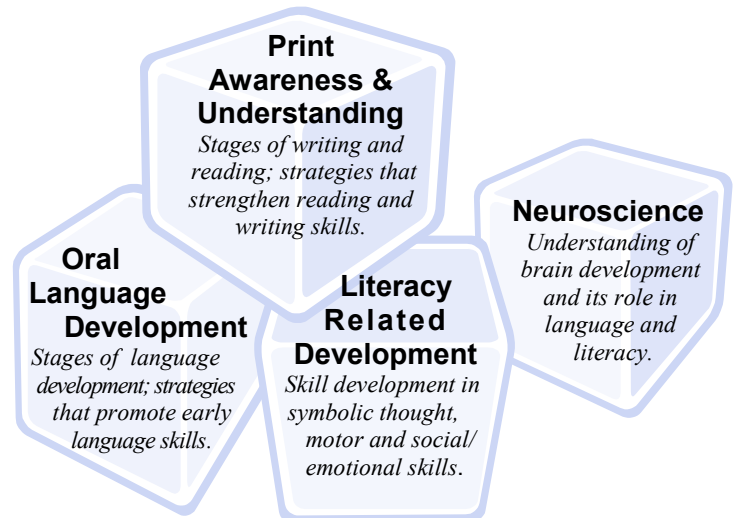 Print
Awareness &
Understanding
Stages of writing and
reading; strategies that
strengthen reading and
writing skills.
Oral
Language
Development
Stages of language
development; strategies
that promote early
language skills.
Literacy
Related
Development
Skill development in
symbolic thought,
motor and social/
emotional skills.
Neuroscience
Understanding of
brain development
and its role in
language and
literacy.